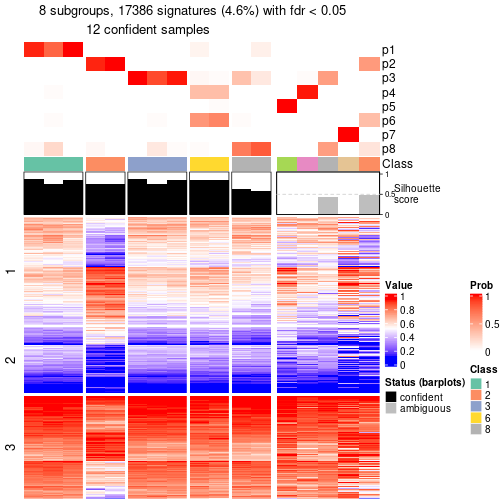 8 subgroups, 17386 signatures (4.6%) with fdr < 0.05
12 confident samples
p1
p2
p3
p4
p5
p6
p7
p8
Class
1
0.5
0
Silhouette
score
1
2
3
Value
1
0.8
0.6
0.4
0.2
0
Status (barplots)
confident
ambiguous
Prob
1
0.5
0
Class
1
2
3
6
8